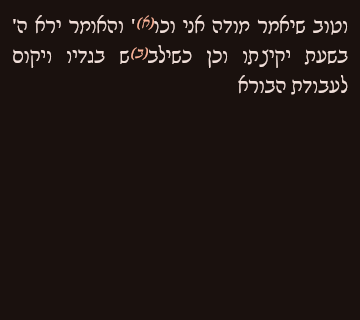 וטוב שיאמר מודה אני וכו(א)' והאומר ירא ה'
בשעת יקיצתו וכן כשילב(ב)ש בגדיו ויקום
לעבודת הבורא